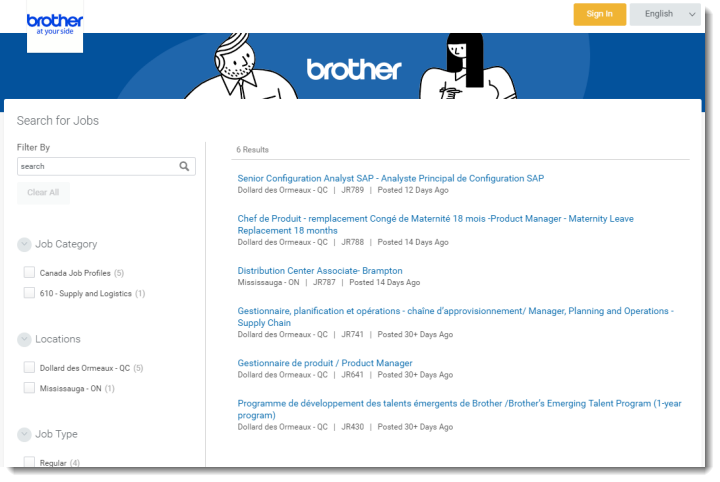 brother
at your side
Sign In
English
brother
Search for Jobs
Filter By
search
Clear All
Job Category
Canada Job Profiles (5)
610 - Supply and Logistics (1)
Locations
Dollard des Ormeaux - QC (5)
Mississauga - ON (1)
Job Type
Regular (4)
6 Results
Senior Configuration Analyst SAP - Analyste Principal de Configuration SAP
Dollard des Ormeaux - QC | JR789 | Posted 12 Days Ago
Chef de Produit - remplacement Congé de Maternité 18 mois -Product Manager - Maternity Leave
Replacement 18 months
Dollard des Ormeaux - QC | JR788 | Posted 14 Days Ago
Distribution Center Associate- Brampton
Mississauga - ON | JR787 | Posted 14 Days Ago
Gestionnaire, planification et opérations - chaîne d’approvisionnement/ Manager, Planning and Operations -
Supply Chain
Dollard des Ormeaux - QC | JR741 | Posted 30+ Days Ago
Gestionnaire de produit / Product Manager
Dollard des Ormeaux - QC | JR641 | Posted 30+ Days Ago
Programme de développement des talents émergents de Brother /Brother’s Emerging Talent Program (1-year
program)
Dollard des Ormeaux - QC | JR430 | Posted 30+ Days Ago